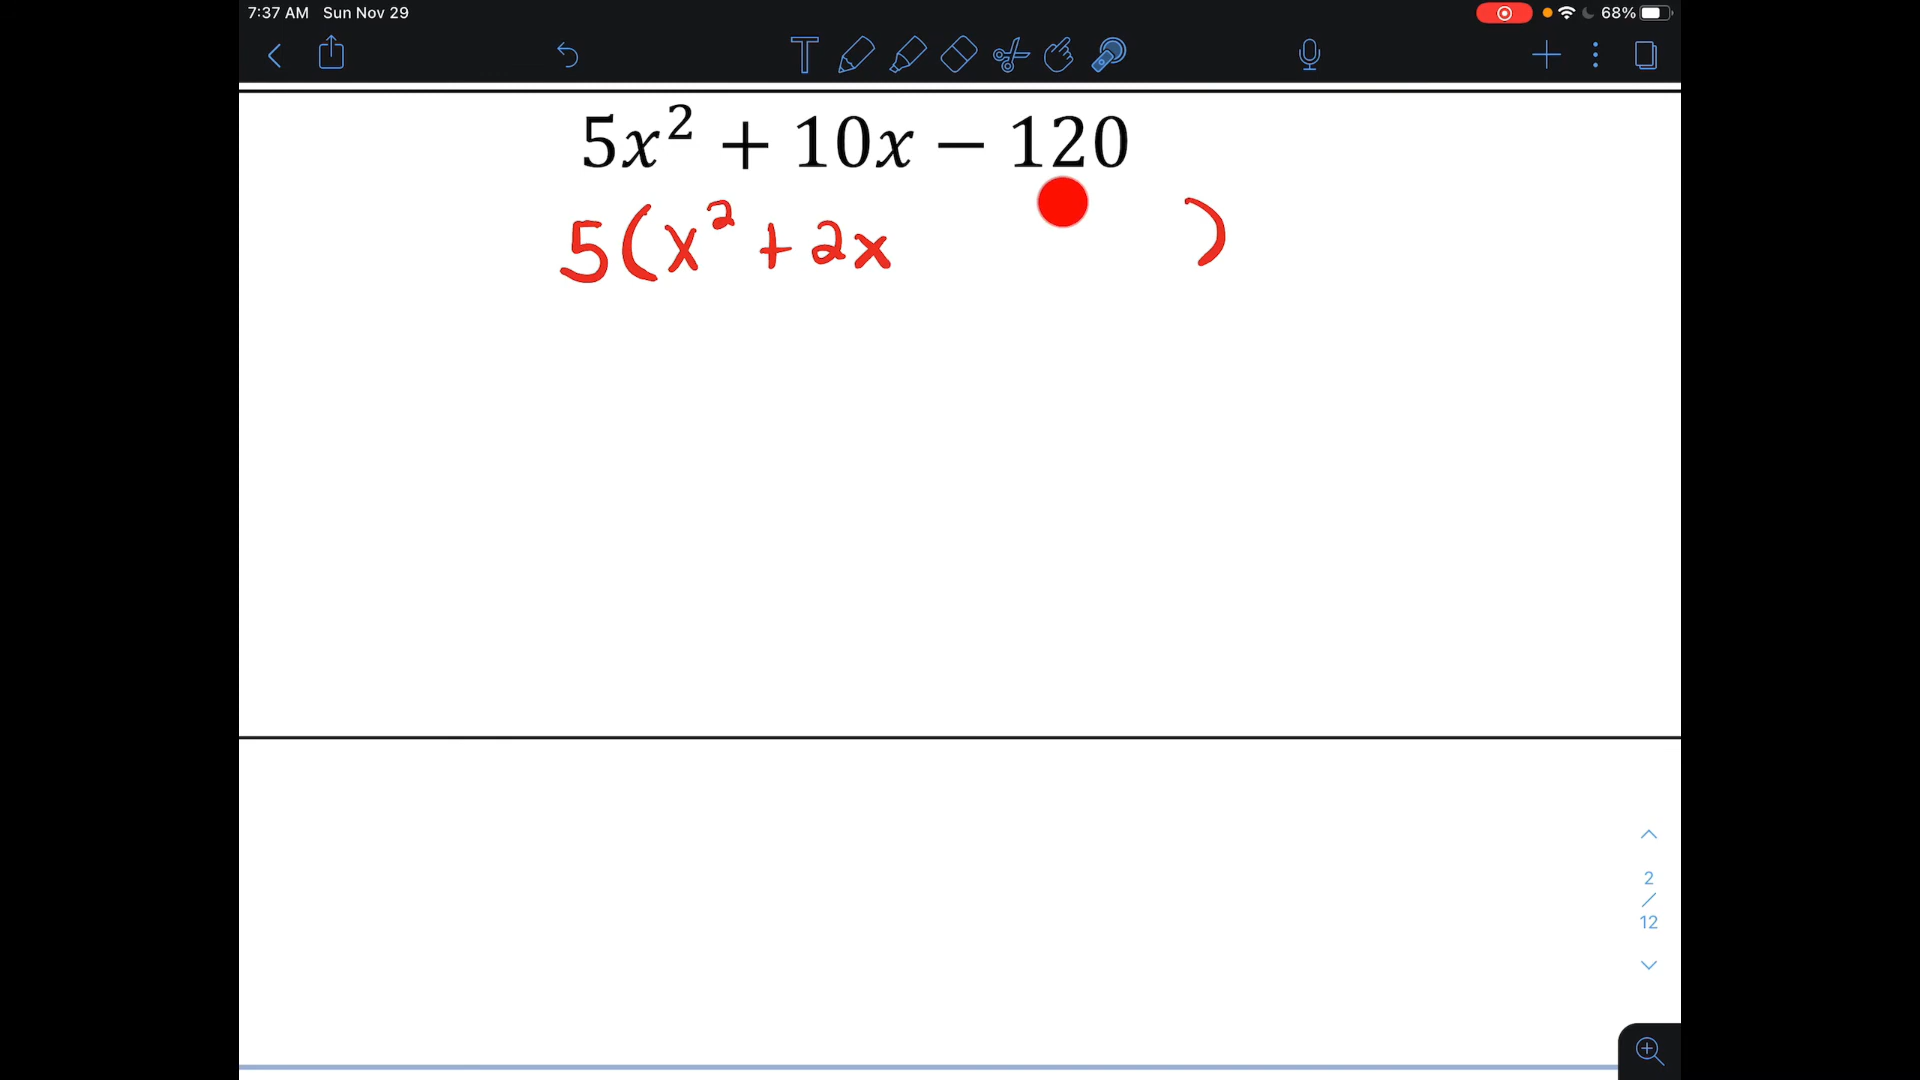 7:37 AM Sun Nov 29 68%
T
5x² + 10x − 120
5(x² + 2x )
2
/
12